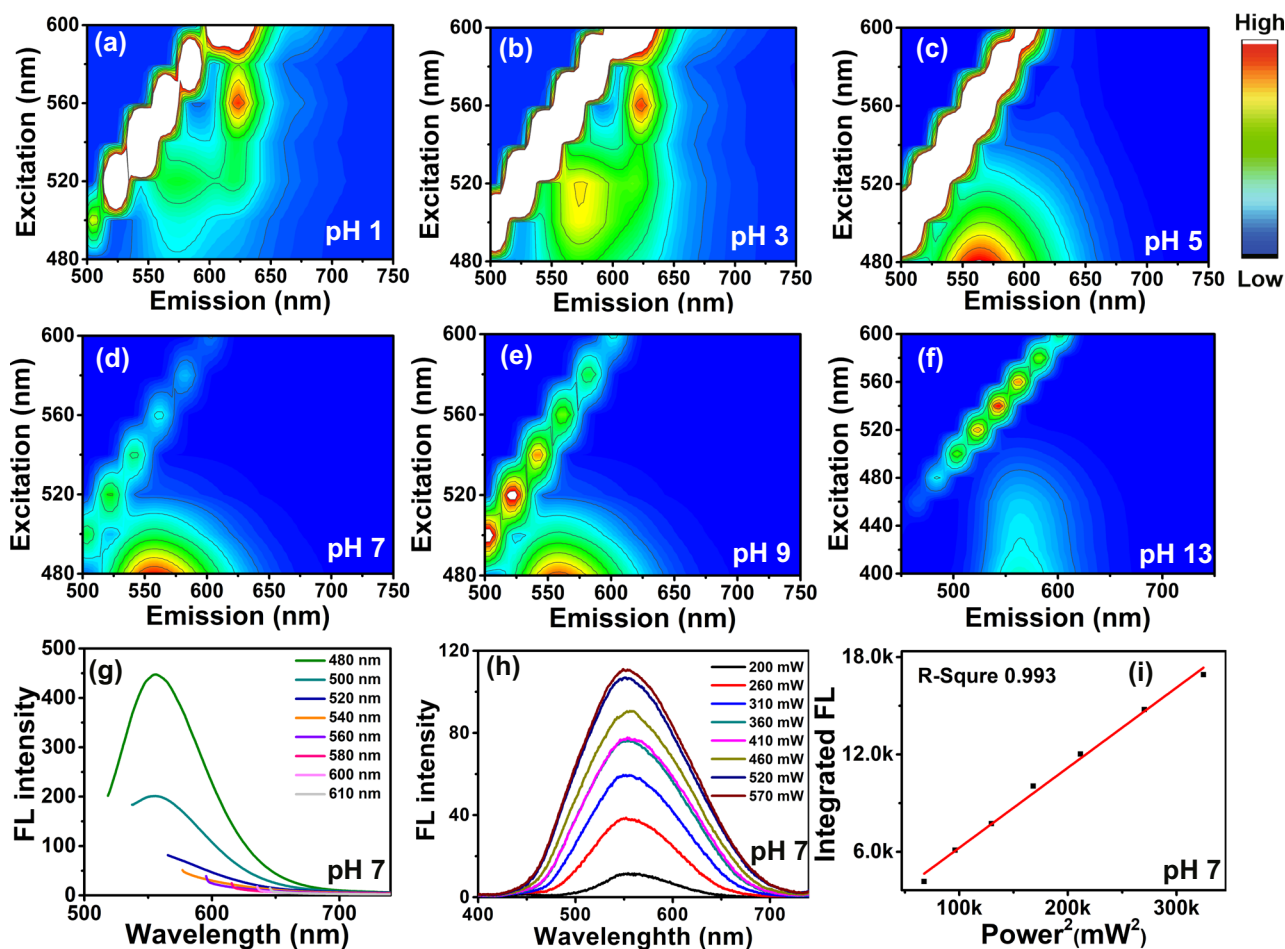 (a)
600
560
520
480
Excitation (nm)
pH 1
500 550 600 650 700 750
Emission (nm)
(b)
600
560
520
480
Excitation (nm)
pH 3
500 550 600 650 700 750
Emission (nm)
(c)
600
560
520
480
Excitation (nm)
pH 5
500 550 600 650 700 750
Emission (nm)
High
Low
(d)
600
560
520
480
Excitation (nm)
pH 7
500 550 600 650 700 750
Emission (nm)
(e)
600
560
520
480
Excitation (nm)
pH 9
500 550 600 650 700 750
Emission (nm)
(f)
600
560
520
480
440
400
Excitation (nm)
pH 13
500 600 700
Emission (nm)
(g)
500
400
300
200
100
0
FL intensity
480 nm
500 nm
520 nm
540 nm
560 nm
580 nm
600 nm
610 nm
pH 7
500 600 700
Wavelength (nm)
(h)
120
80
40
0
FL intensity
200 mW
260 mW
310 mW
360 mW
410 mW
460 mW
520 mW
570 mW
pH 7
400 500 600 700
Wavelenghth (nm)
(i)
R-Squre 0.993
18.0k
12.0k
6.0k
Integrated FL
pH 7
100k 200k 300k
Power²(mW²)